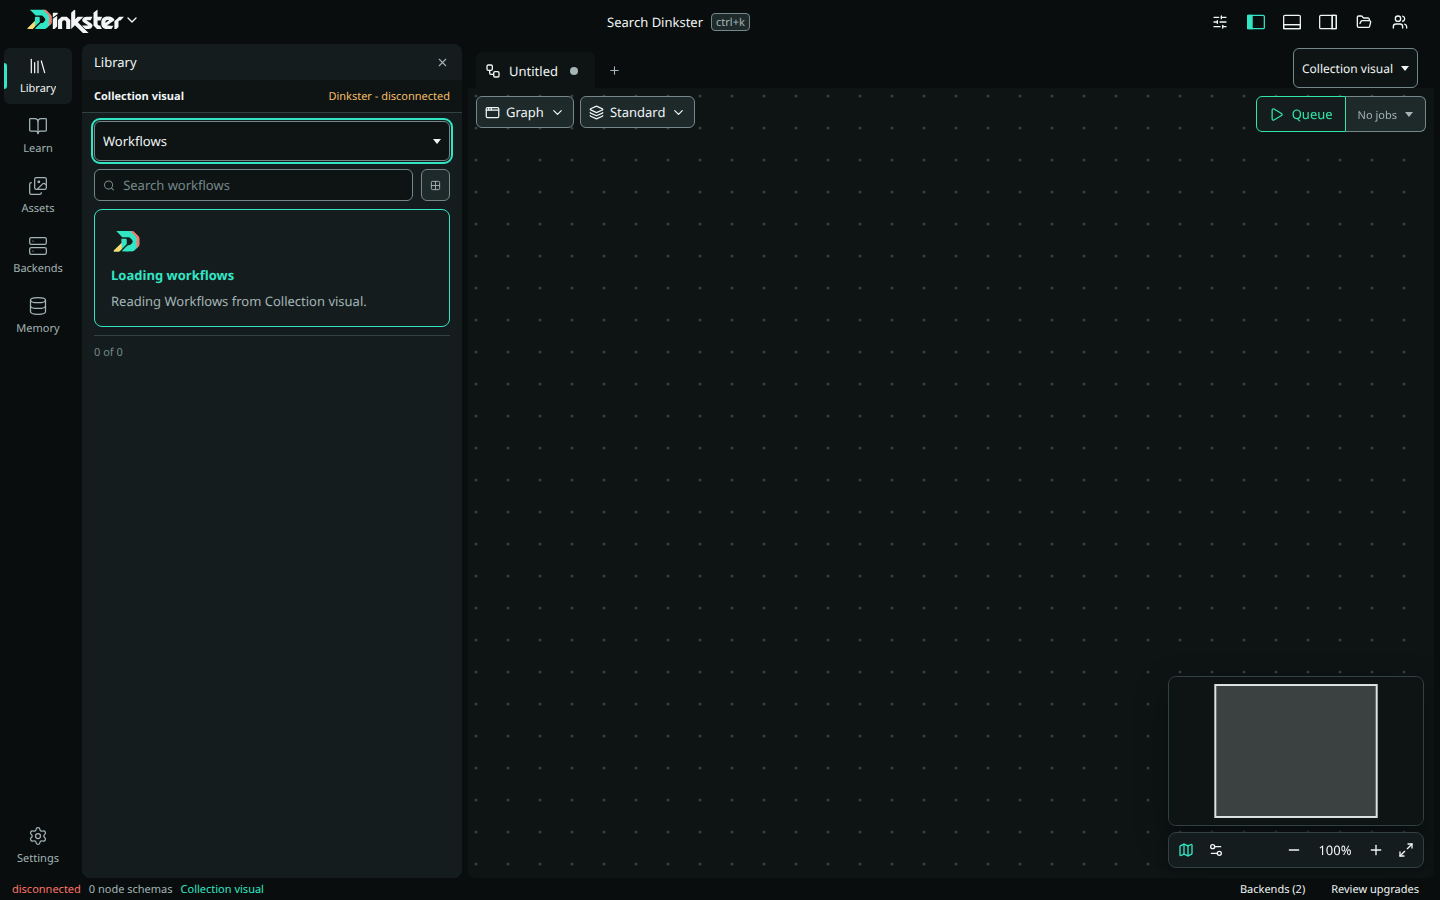 Dinkster
Search Dinkster ctrl+k
Library
Learn
Assets
Backends
Memory
Settings
Library
Collection visual Dinkster - disconnected
Workflows
Search workflows
Loading workflows
Reading Workflows from Collection visual.
0 of 0
Untitled
Collection visual
Graph
Standard
Queue
No jobs
100%
disconnected 0 node schemas Collection visual
Backends (2) Review upgrades